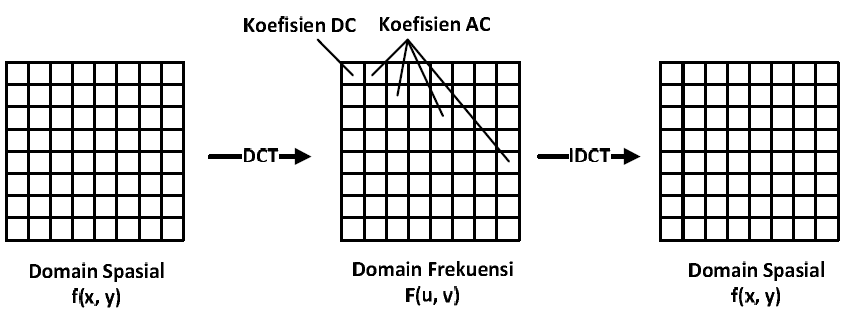 Koefisien DC
Koefisien AC
DCT
IDCT
Domain Spasial
f(x, y)
Domain Frekuensi
F(u, v)
Domain Spasial
f(x, y)